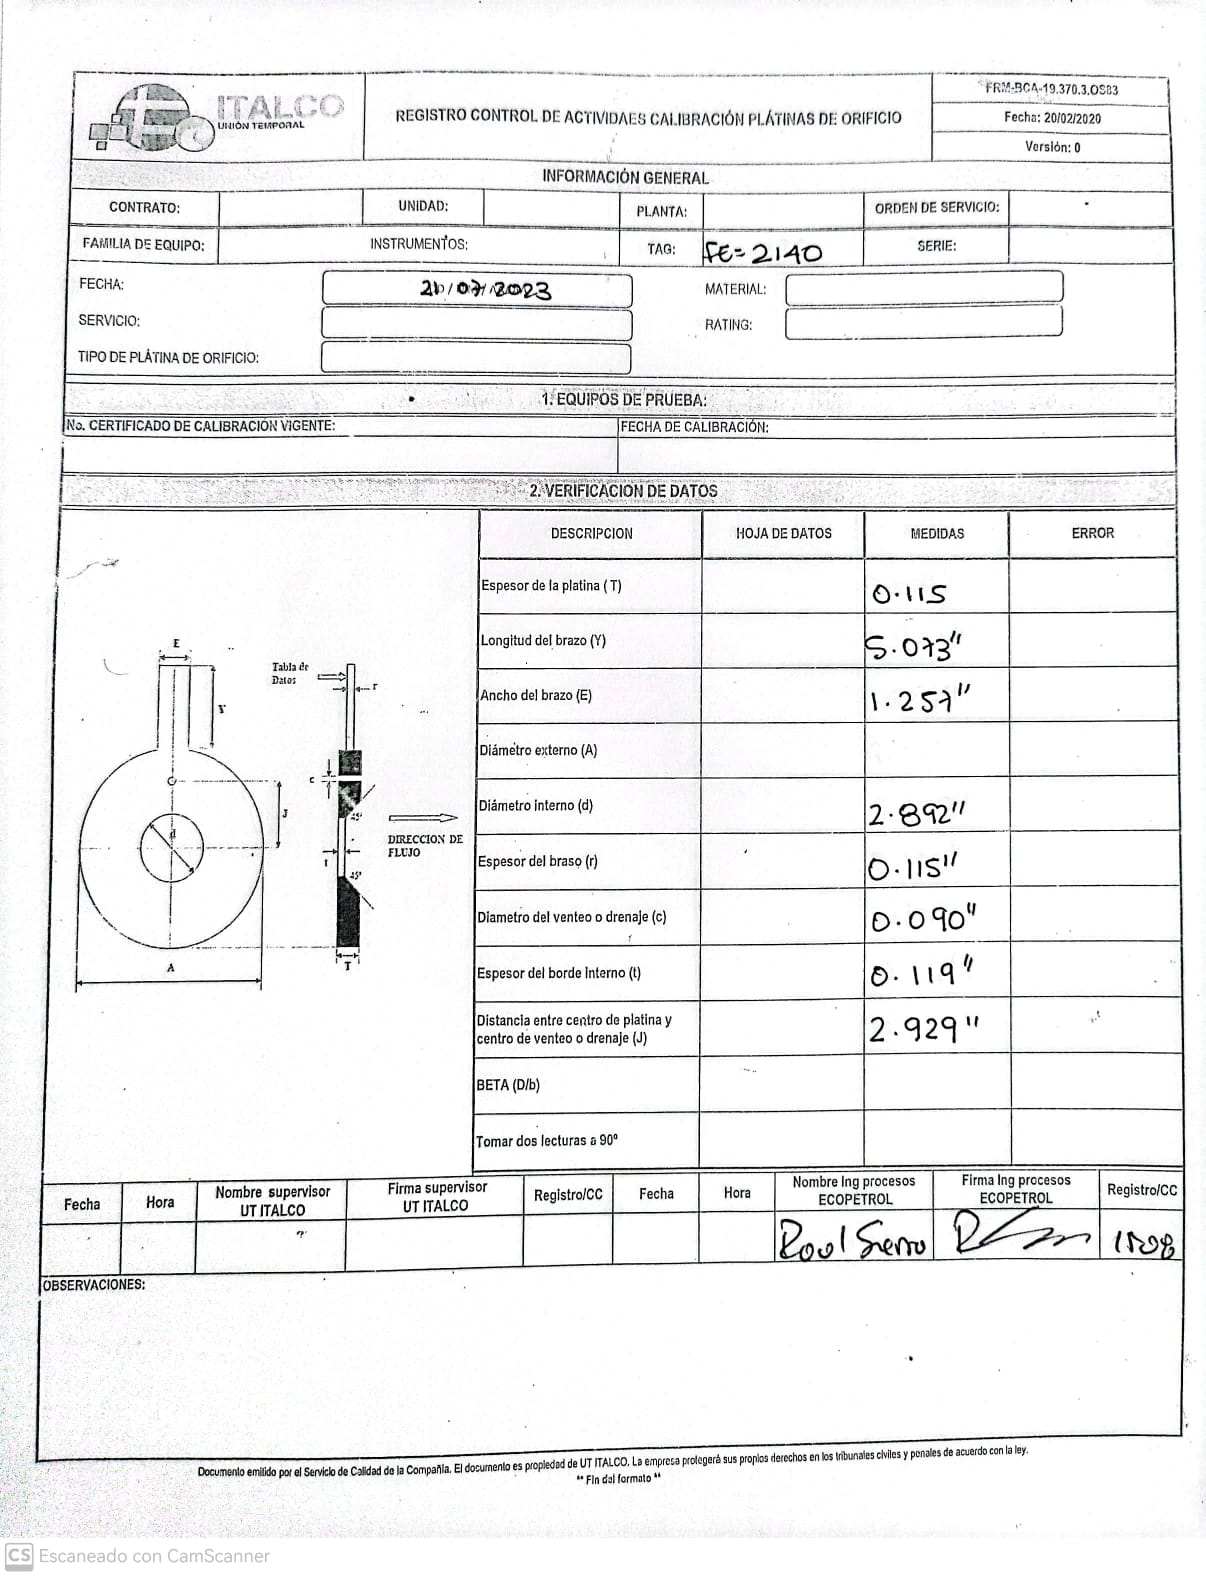 ITALCO
UNIÓN TEMPORAL
REGISTRO CONTROL DE ACTIVIDAES CALIBRACIÓN PLÁTINAS DE ORIFICIO
FRM-BCA-19.370.3.OS83
Fecha: 20/02/2020
Versión: 0
INFORMACIÓN GENERAL
CONTRATO: UNIDAD: PLANTA: ORDEN DE SERVICIO:
FAMILIA DE EQUIPO: INSTRUMENTOS: TAG: FE-2140 SERIE:
FECHA: 21/07/2023 MATERIAL:
SERVICIO: RATING:
TIPO DE PLÁTINA DE ORIFICIO:
1. EQUIPOS DE PRUEBA:
No. CERTIFICADO DE CALIBRACIÓN VIGENTE: FECHA DE CALIBRACIÓN:
2. VERIFICACION DE DATOS
DESCRIPCION HOJA DE DATOS MEDIDAS ERROR
Espesor de la platina ( T) 0.115
Longitud del brazo (Y) 5.073"
Ancho del brazo (E) 1.257"
Diámetro externo (A)
Diámetro interno (d) 2.892"
Espesor del braso (r) 0.115"
Diametro del venteo o drenaje (c) 0.090"
Espesor del borde Interno (t) 0.119"
Distancia entre centro de platina y
centro de venteo o drenaje (J) 2.929"
BETA (D/b)
Tomar dos lecturas a 90º
E
Tabla de
Datos
r
Y
c
J
d
45º
DIRECCION DE
FLUJO
t
45º
A
T
Fecha Hora Nombre supervisor
UT ITALCO Firma supervisor
UT ITALCO Registro/CC Fecha Hora Nombre Ing procesos
ECOPETROL Firma Ing procesos
ECOPETROL Registro/CC
Raul Sierra
OBSERVACIONES:
Documento emitido por el Servicio de Calidad de la Compañía. El documento es propiedad de UT ITALCO. La empresa protegerá sus propios derechos en los tribunales civiles y penales de acuerdo con la ley.
** Fin del formato **
CS Escaneado con CamScanner